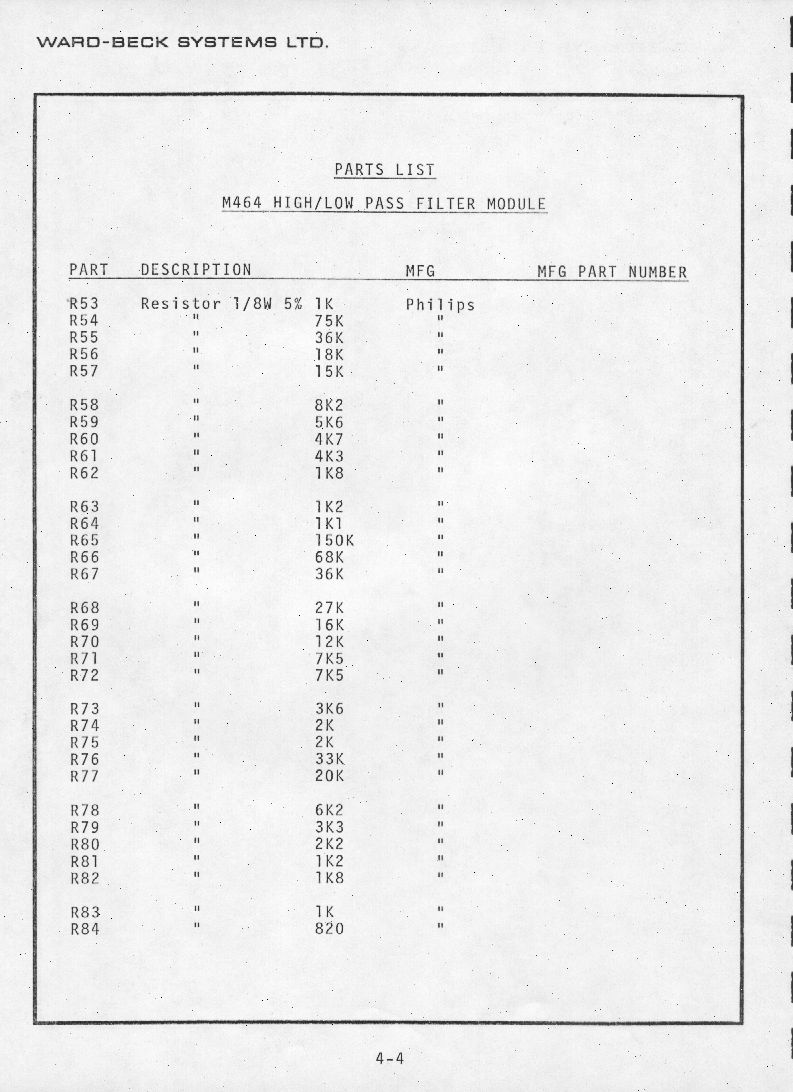 WARD-BECK SYSTEMS LTD.
PARTS LIST
M464 HIGH/LOW PASS FILTER MODULE
PART DESCRIPTION MFG MFG PART NUMBER
R53 Resistor 1/8W 5% 1K Philips
R54 " 75K "
R55 " 36K "
R56 " 18K "
R57 " 15K "
R58 " 8K2 "
R59 " 5K6 "
R60 " 4K7 "
R61 " 4K3 "
R62 " 1K8 "
R63 " 1K2 "
R64 " 1K1 "
R65 " 150K "
R66 " 68K "
R67 " 36K "
R68 " 27K "
R69 " 16K "
R70 " 12K "
R71 " 7K5 "
R72 " 7K5 "
R73 " 3K6 "
R74 " 2K "
R75 " 2K "
R76 " 33K "
R77 " 20K "
R78 " 6K2 "
R79 " 3K3 "
R80 " 2K2 "
R81 " 1K2 "
R82 " 1K8 "
R83 " 1K "
R84 " 820 "
4-4